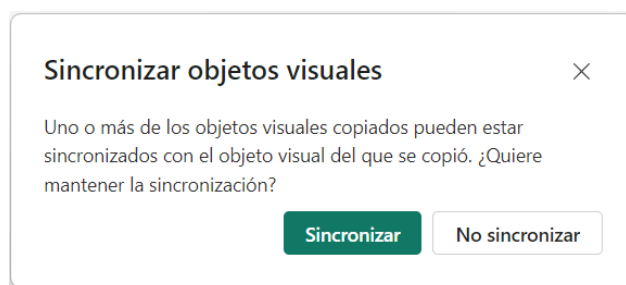 Sincronizar objetos visuales
Uno o más de los objetos visuales copiados pueden estar
sincronizados con el objeto visual del que se copió. ¿Quiere
mantener la sincronización?
Sincronizar
No sincronizar